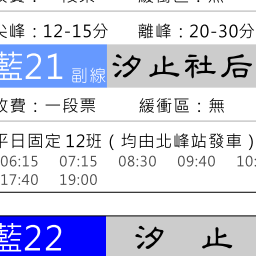 尖峰：12-15分 離峰：20-30分
藍21 副線 汐止社后
收費：一段票 緩衝區：無
平日固定12班（均由北峰站發車）
06:15 07:15 08:30 09:40 10:
17:40 19:00
藍22 汐 止